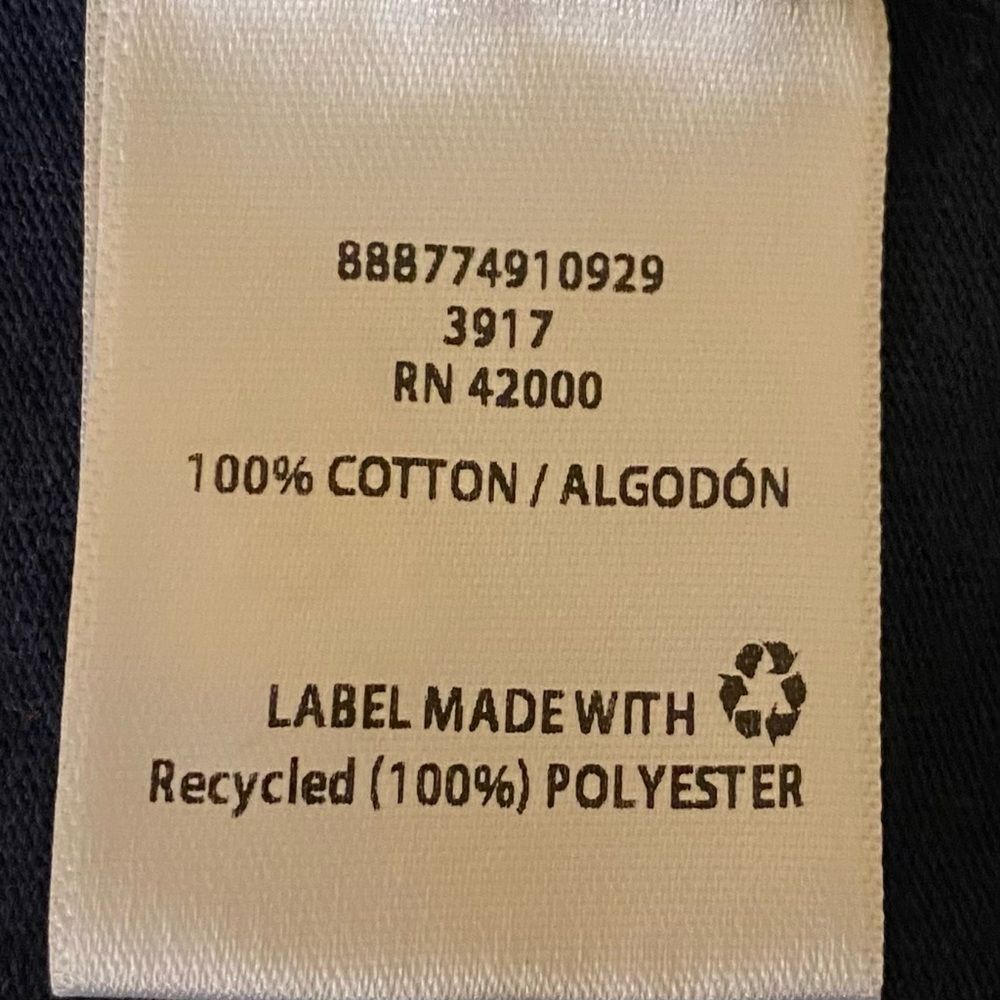 888774910929
3917
RN 42000
100% COTTON / ALGODÓN
LABEL MADE WITH
Recycled (100%) POLYESTER